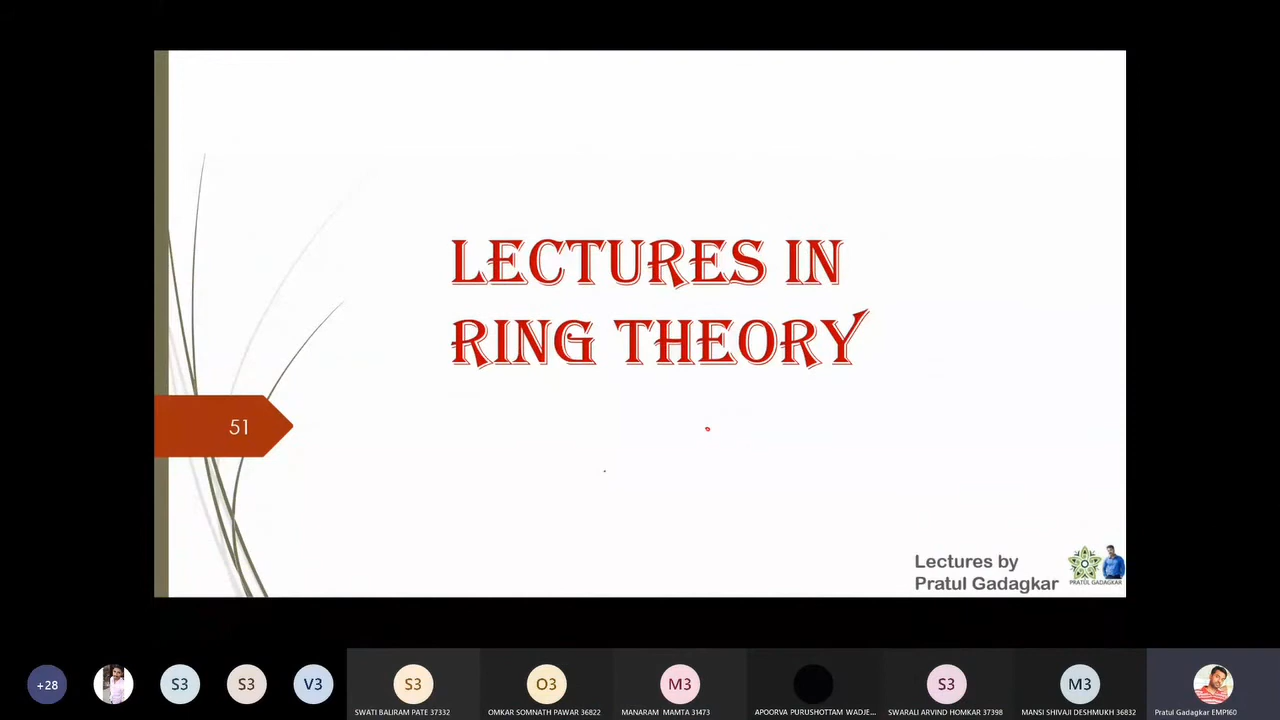 LECTURES IN
RING THEORY
51
Lectures by
Pratul Gadagkar
PRATUL GADAGKAR
+28
S3
S3
V3
S3
O3
M3
S3
M3
SWATI BALIRAM PATE 37332
OMKAR SOMNATH PAWAR 36822
MANARAM MAMTA 31473
APOORVA PURUSHOTTAM WADJE...
SWARALI ARVIND HOMKAR 37398
MANSI SHIVAJI DESHMUKH 36832
Pratul Gadagkar EMP160